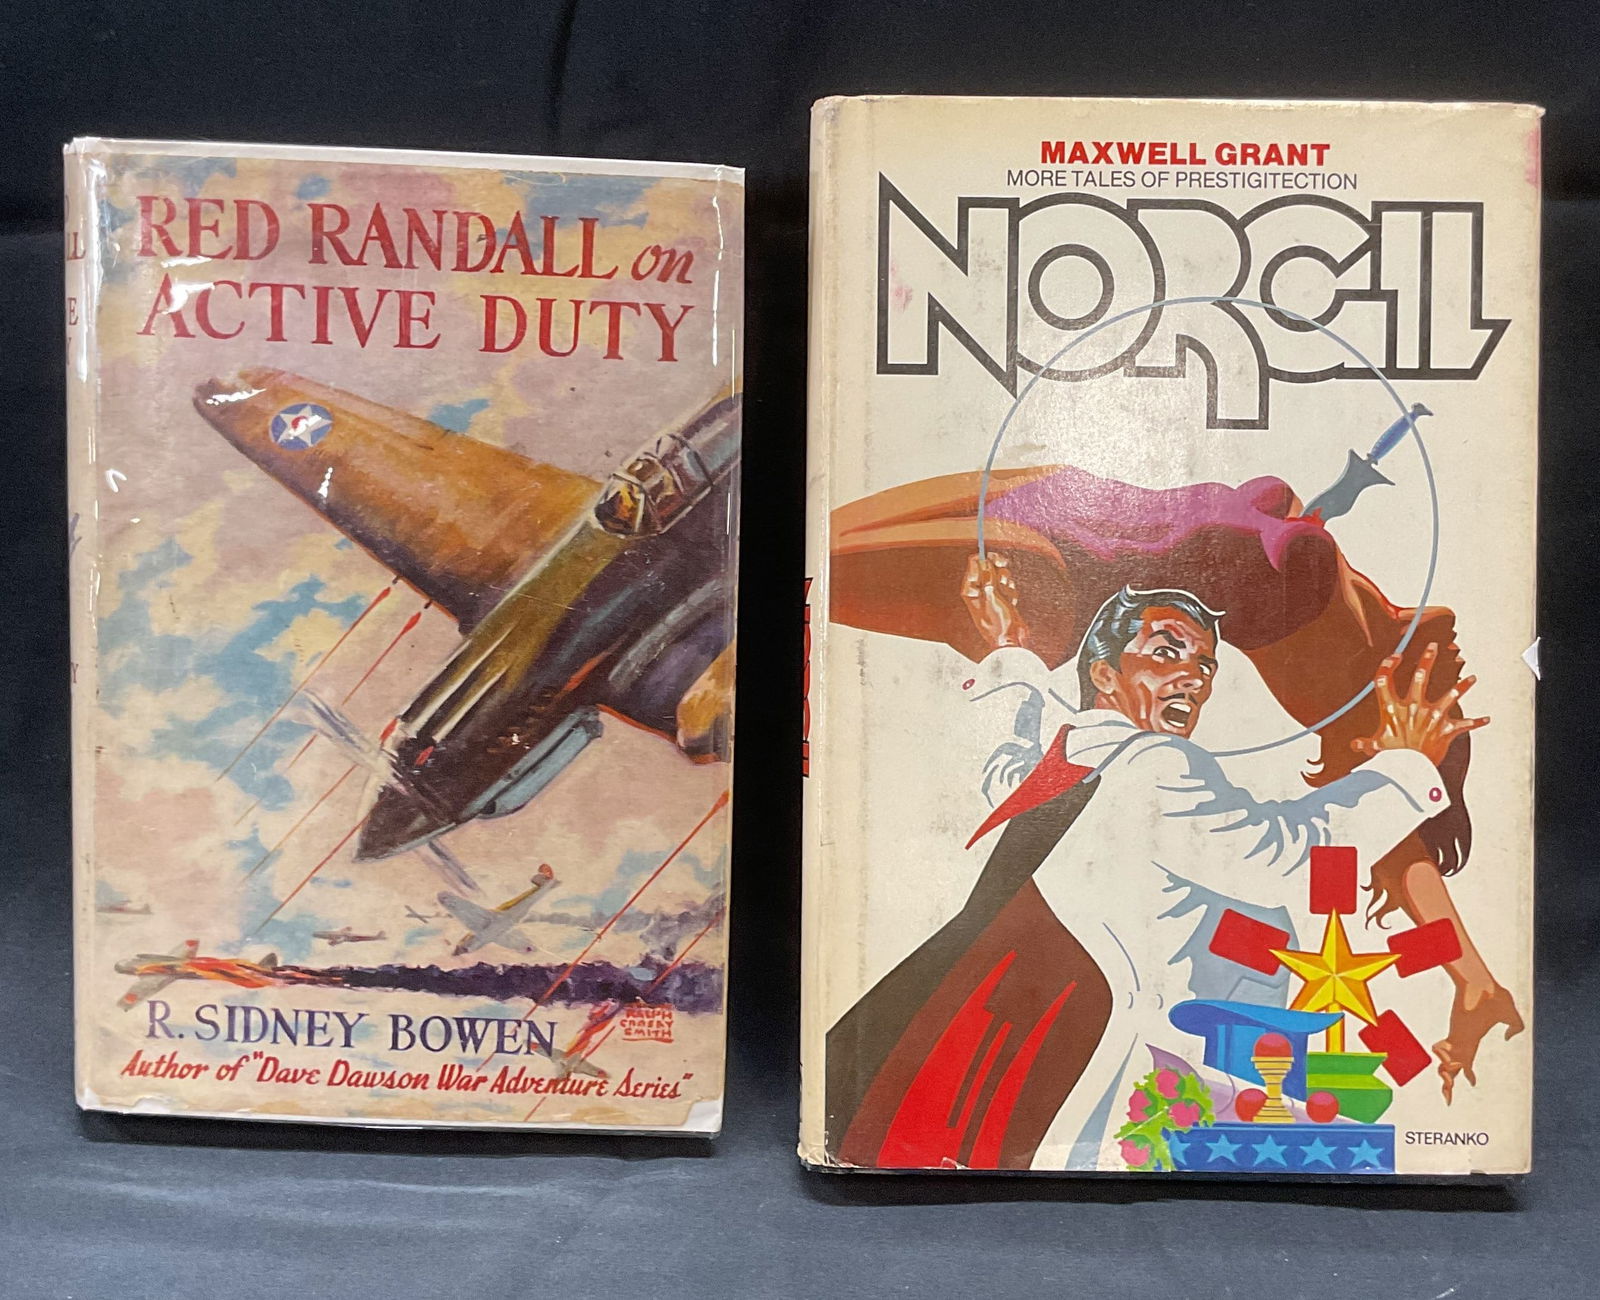 RED RANDALL on
ACTIVE DUTY
R. SIDNEY BOWEN
RALPH
CROSBY
SMITH
Author of "Dave Dawson War Adventure Series"
MAXWELL GRANT
MORE TALES OF PRESTIGITECTION
NORGIL
STERANKO